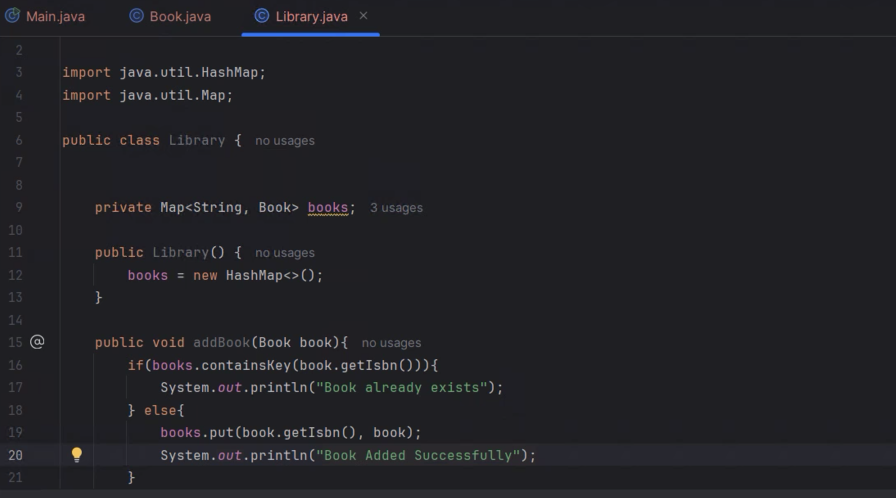 Main.java Book.java Library.java
2
3 import java.util.HashMap;
4 import java.util.Map;
5
6 public class Library { no usages
7
8
9 private Map<String, Book> books; 3 usages
10
11 public Library() { no usages
12 books = new HashMap<>();
13 }
14
15 public void addBook(Book book){ no usages
16 if(books.containsKey(book.getIsbn())){
17 System.out.println("Book already exists");
18 } else{
19 books.put(book.getIsbn(), book);
20 System.out.println("Book Added Successfully");
21 }